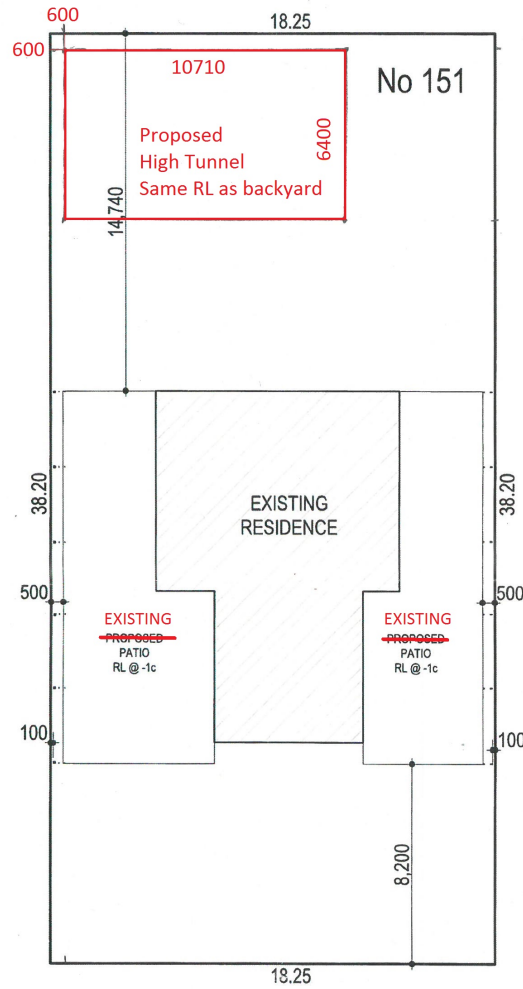 600
18.25
600
10710
No 151
Proposed
High Tunnel
Same RL as backyard
6400
14,740
38.20
38.20
EXISTING
RESIDENCE
500
500
EXISTING
PROPOSED
PATIO
RL @ -1c
EXISTING
PROPOSED
PATIO
RL @ -1c
100
100
8,200
18.25